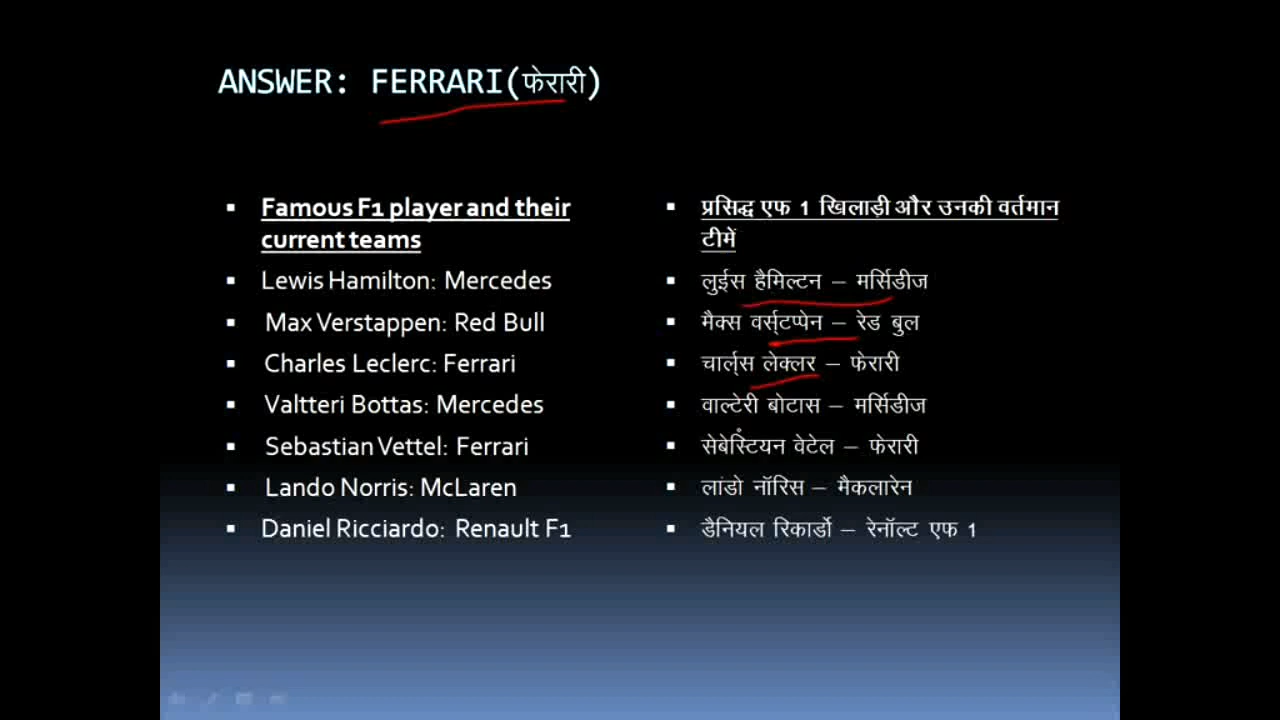 ANSWER: FERRARI(फेरारी)
Famous F1 player and their
current teams
Lewis Hamilton: Mercedes
Max Verstappen: Red Bull
Charles Leclerc: Ferrari
Valtteri Bottas: Mercedes
Sebastian Vettel: Ferrari
Lando Norris: McLaren
Daniel Ricciardo: Renault F1
प्रसिद्ध एफ 1 खिलाड़ी और उनकी वर्तमान
टीमें
लुईस हैमिल्टन – मर्सिडीज
मैक्स वर्स्टप्पेन – रेड बुल
चार्ल्स लेक्लर – फेरारी
वाल्टेरी बोटास – मर्सिडीज
सेबेस्टियन वेटेल – फेरारी
लांडो नॉरिस – मैकलारेन
डैनियल रिकार्डो – रेनॉल्ट एफ 1